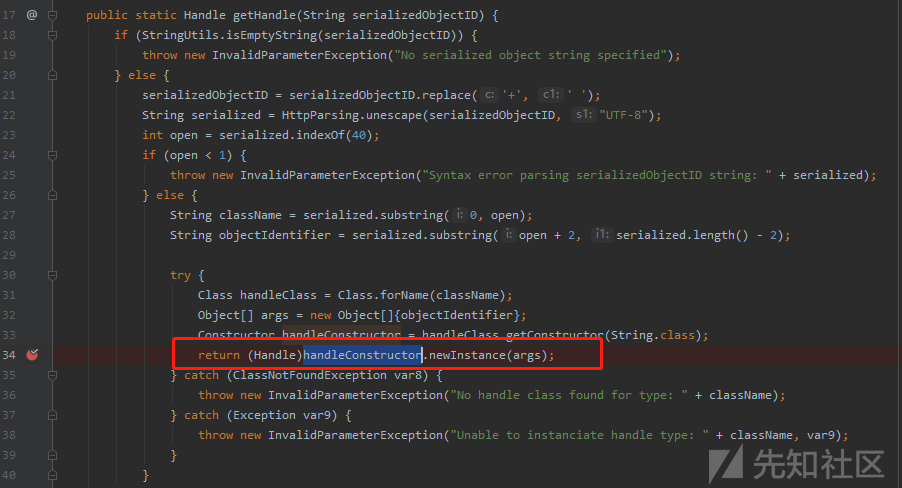 17 @ public static Handle getHandle(String serializedObjectID) {
18 if (StringUtils.isEmptyString(serializedObjectID)) {
19 throw new InvalidParameterException("No serialized object string specified");
20 } else {
21 serializedObjectID = serializedObjectID.replace( c: '+', c1: ' ');
22 String serialized = HttpParsing.unescape(serializedObjectID, s1: "UTF-8");
23 int open = serialized.indexOf(40);
24 if (open < 1) {
25 throw new InvalidParameterException("Syntax error parsing serializedObjectID string: " + serialized);
26 } else {
27 String className = serialized.substring( i: 0, open);
28 String objectIdentifier = serialized.substring( i: open + 2, i1: serialized.length() - 2);
29
30 try {
31 Class handleClass = Class.forName(className);
32 Object[] args = new Object[]{objectIdentifier};
33 Constructor handleConstructor = handleClass.getConstructor(String.class);
34 return (Handle)handleConstructor.newInstance(args);
35 } catch (ClassNotFoundException var8) {
36 throw new InvalidParameterException("No handle class found for type: " + className);
37 } catch (Exception var9) {
38 throw new InvalidParameterException("Unable to instanciate handle type: " + className, var9);
39 }
40 }
先知社区